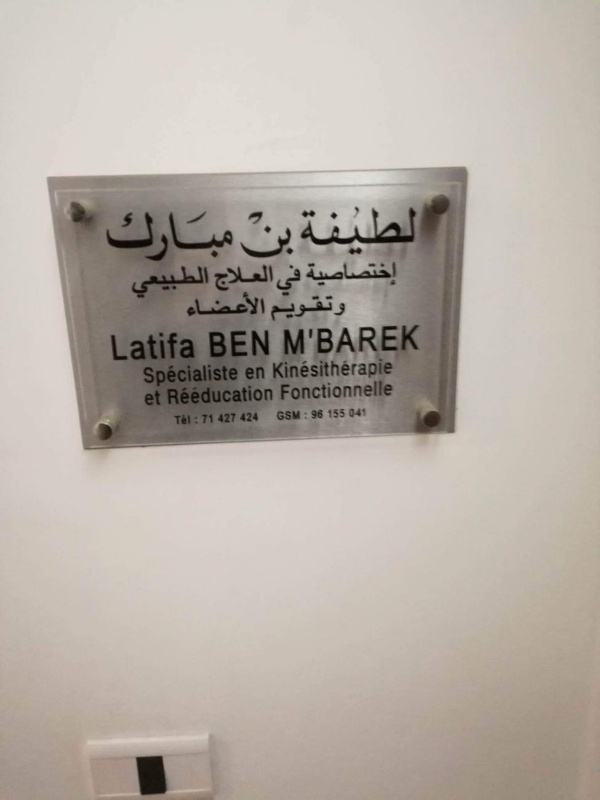 لطيفة بن مبارك
إختصاصية في العلاج الطبيعي
وتقويم الأعضاء
Latifa BEN M'BAREK
Spécialiste en Kinésithérapie
et Rééducation Fonctionnelle
Tél : 71 427 424 GSM : 96 155 041